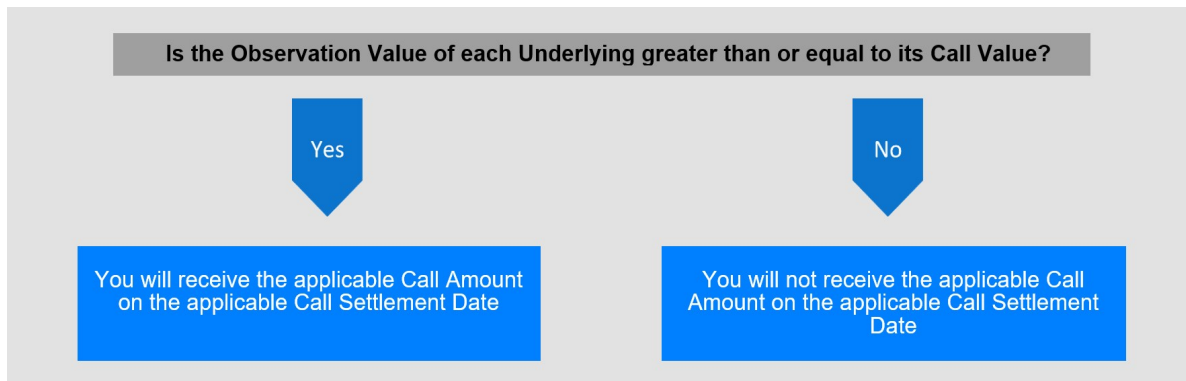 Is the Observation Value of each Underlying greater than or equal to its Call Value?
Yes
No
You will receive the applicable Call Amount
on the applicable Call Settlement Date
You will not receive the applicable Call
Amount on the applicable Call Settlement
Date